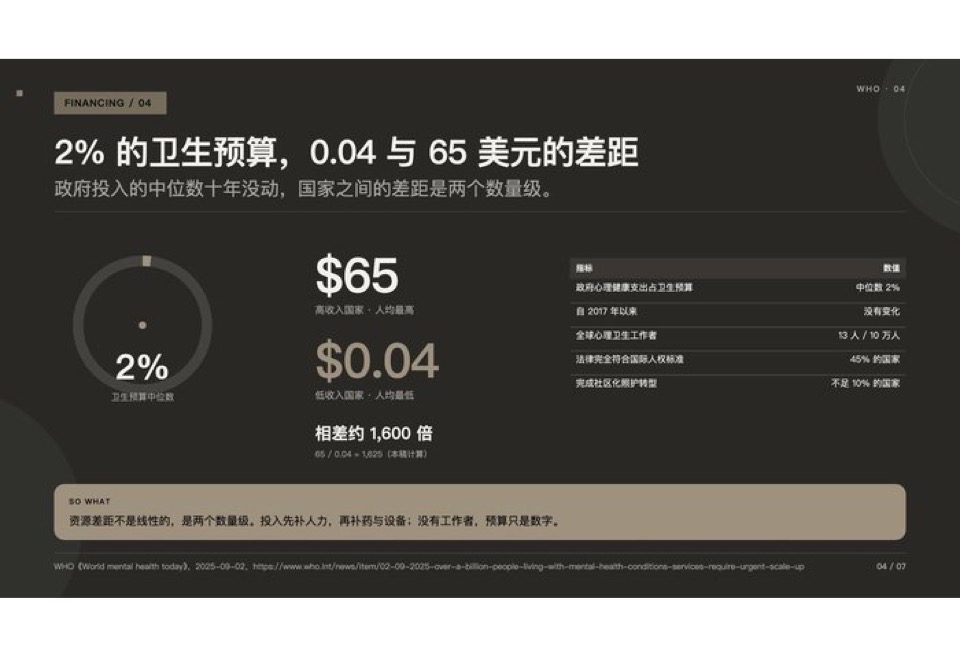 FINANCING / 04
WHO · 04
2% 的卫生预算，0.04 与 65 美元的差距
政府投入的中位数十年没动，国家之间的差距是两个数量级。
2%
卫生预算中位数
$65
高收入国家 · 人均最高
$0.04
低收入国家 · 人均最低
相差约 1,600 倍
65 / 0.04 = 1,625（本稿计算）
指标 数值
政府心理健康支出占卫生预算 中位数 2%
自 2017 年以来 没有变化
全球心理卫生工作者 13 人 / 10 万人
法律完全符合国际人权标准 45% 的国家
完成社区化照护转型 不足 10% 的国家
SO WHAT
资源差距不是线性的，是两个数量级。投入先补人力，再补药与设备；没有工作者，预算只是数字。
WHO《World mental health today》，2025-09-02，https://www.who.int/news/item/02-09-2025-over-a-billion-people-living-with-mental-health-conditions-services-require-urgent-scale-up
04 / 07